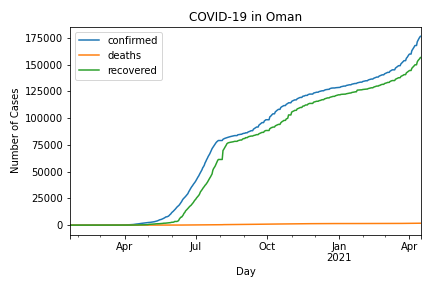 COVID-19 in Oman
confirmed
deaths
recovered
Number of Cases
175000
150000
125000
100000
75000
50000
25000
0
Apr Jul Oct Jan Apr
2021
Day